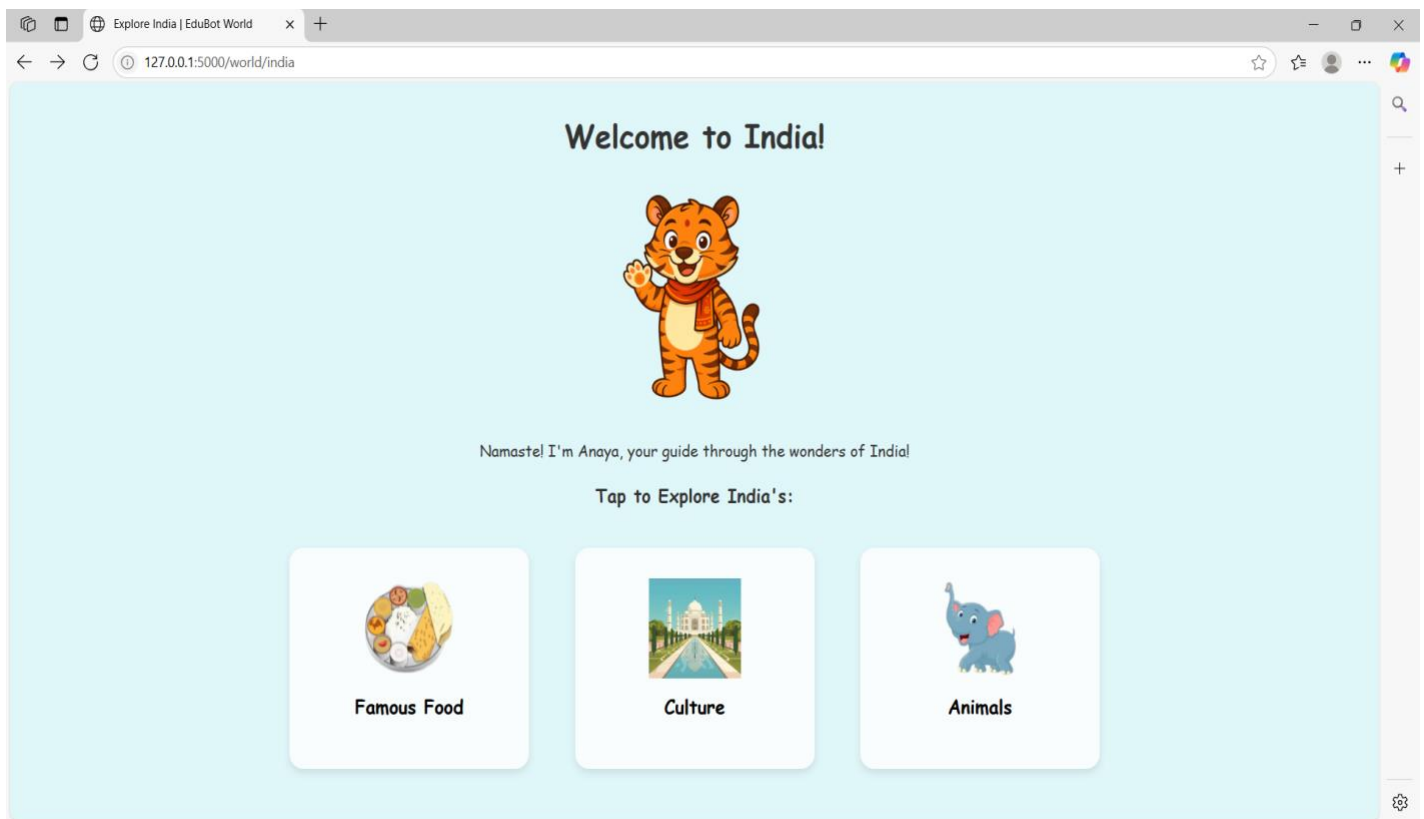 Explore India | EduBot World
127.0.0.1:5000/world/india
Welcome to India!
Namaste! I'm Anaya, your guide through the wonders of India!
Tap to Explore India's:
Famous Food
Culture
Animals